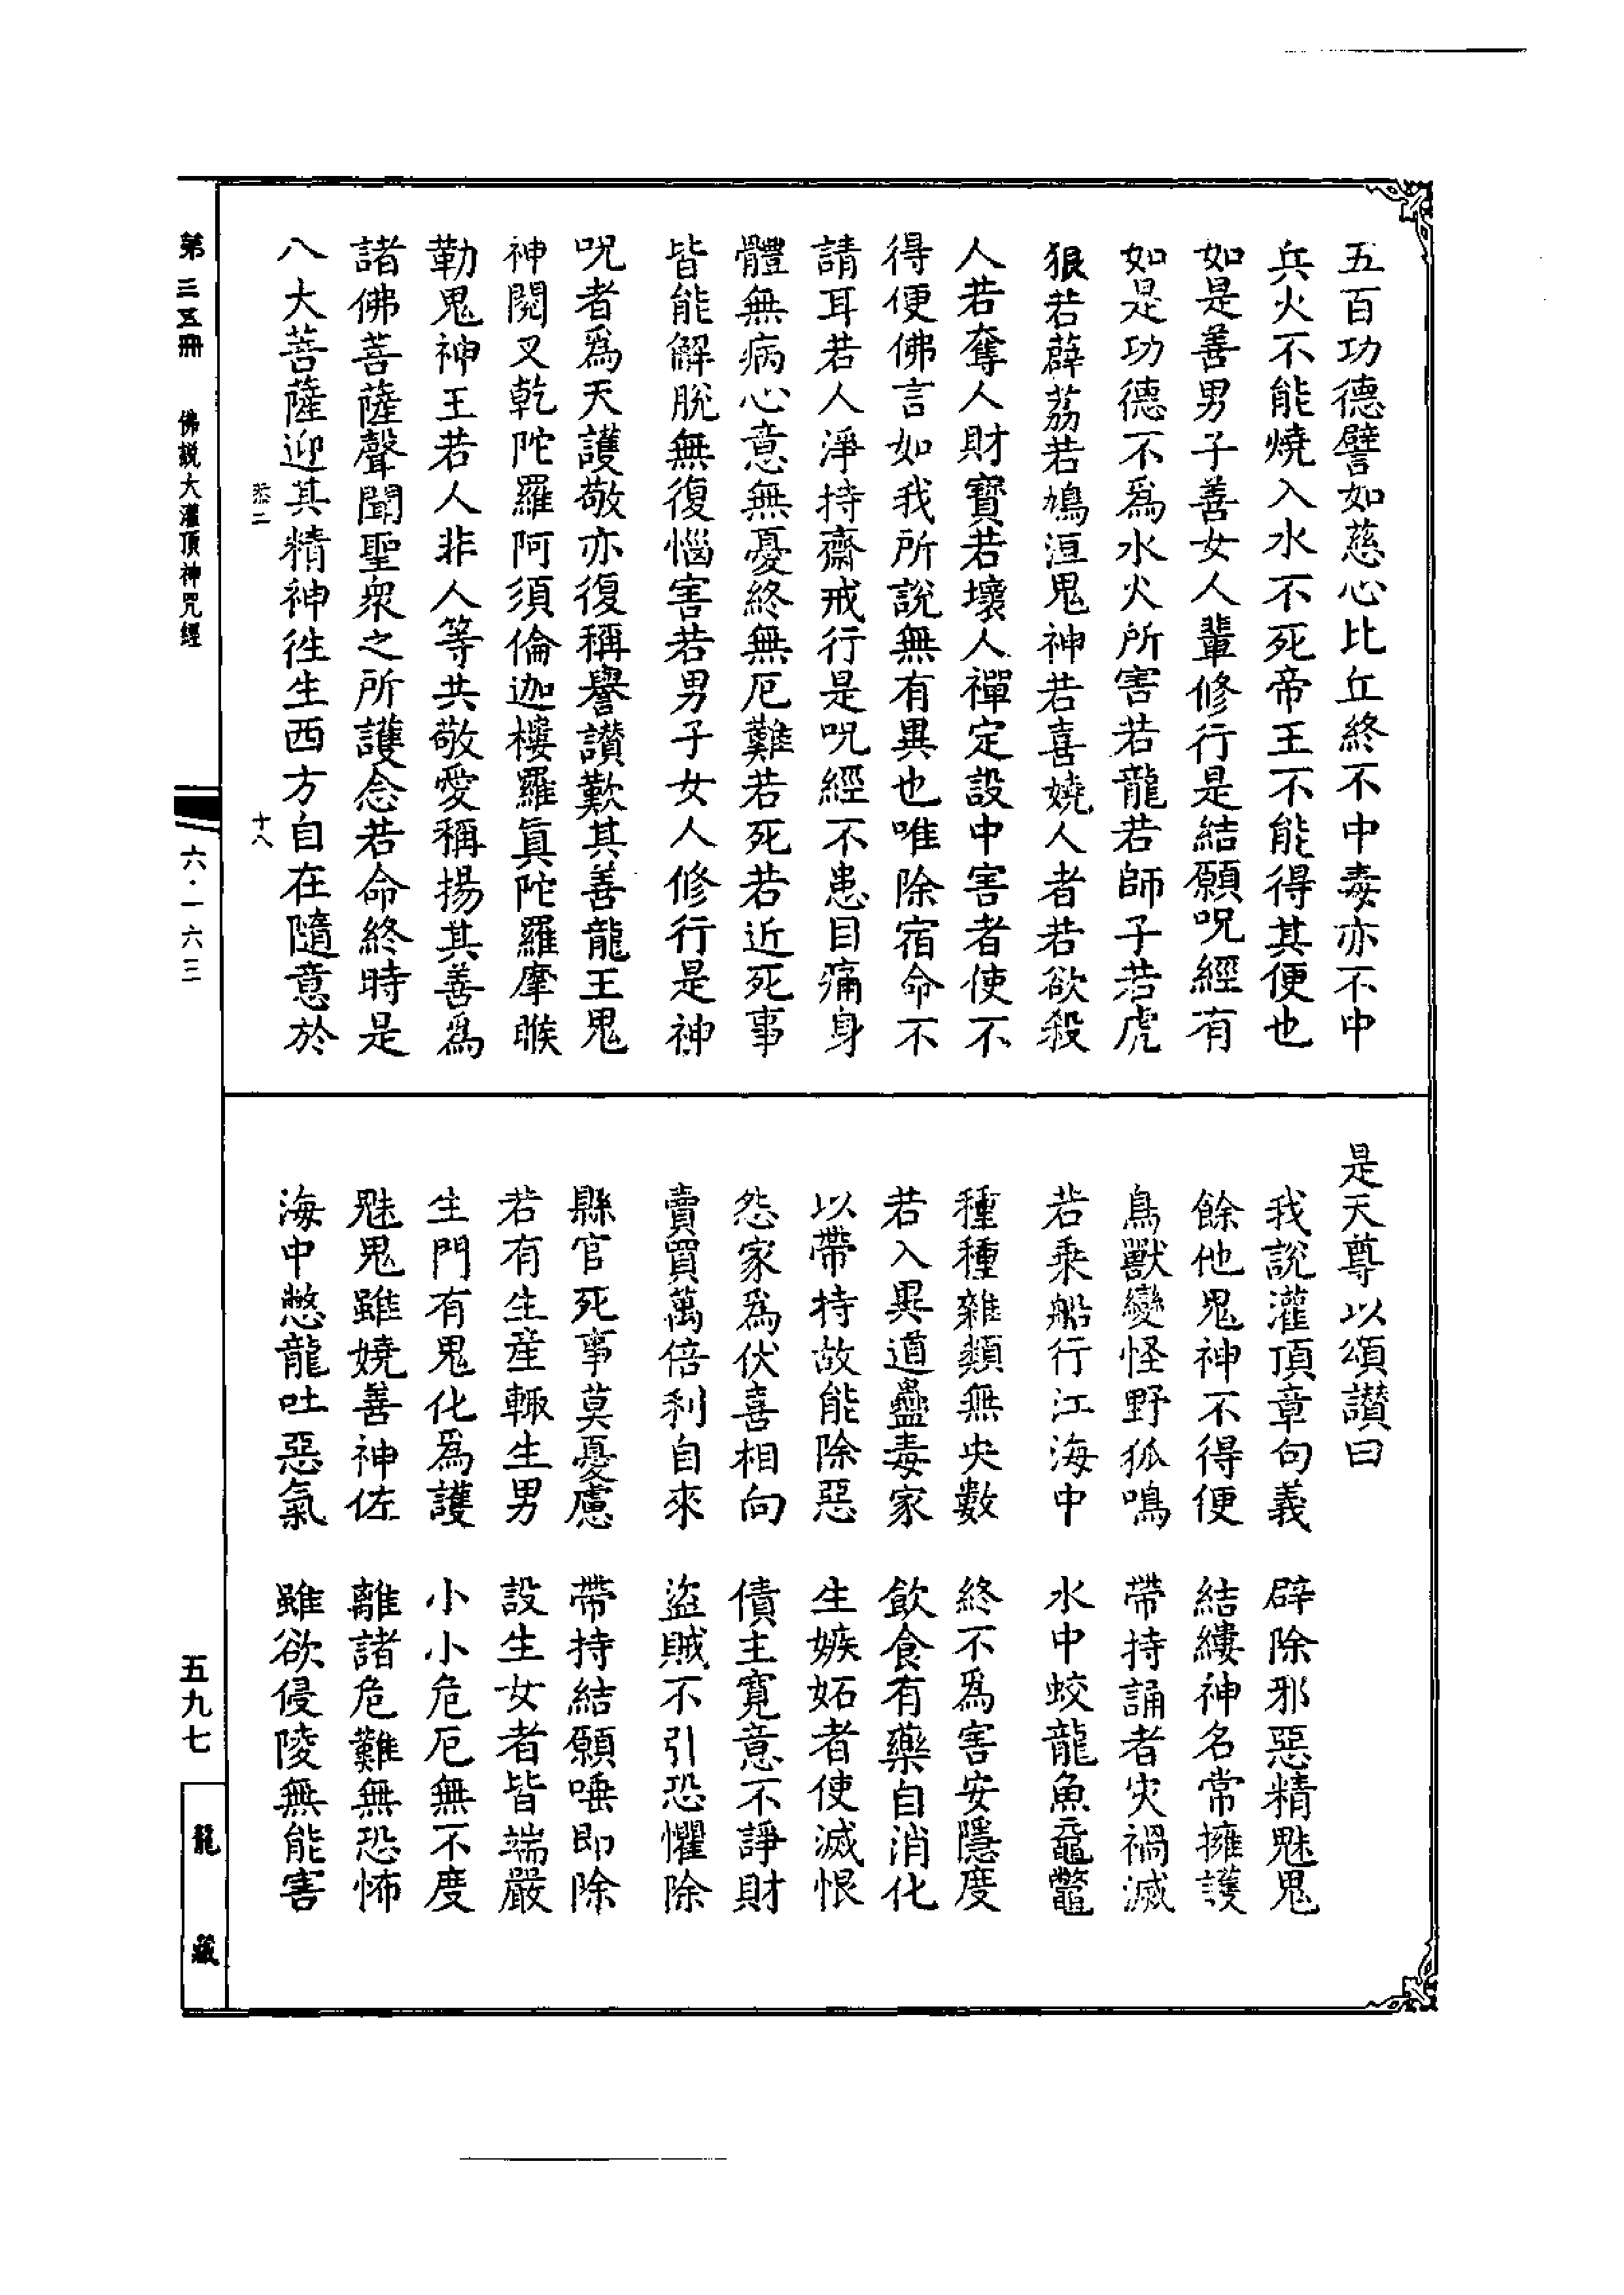 五百功德譬如慈心比丘終不中毒亦不中
兵火不能燒入水不死帝王不能得其便也
如是善男子善女人輩修行是結願呪經有
如是功德不為水火所害若龍若師子若虎
狼若薜荔若鳩洹鬼神若喜嬈人者若欲殺
人若奪人財寶若壞人禪定設中害者使不
得便佛言如我所說無有異也唯除宿命不
請耳若人淨持齋戒行是呪經不患目痛身
體無病心意無憂終無厄難若死若近死事
皆能解脫無復惱害若男子女人修行是神
呪者為天護敬亦復稱譽讃歎其善龍王鬼
神閱叉乾陀羅阿須倫迦樓羅真陀羅摩睺
勒鬼神王若人非人等共敬愛稱揚其善為
諸佛菩薩聲聞聖衆之所護念若命終時是
八大菩薩迎其精神徃生西方自在隨意於
十八
是天尊以頌讃曰
我說灌頂章句義　辟除邪惡精魅鬼
餘他鬼神不得便　結縷神名常擁護
鳥獸變怪野狐鳴　帶持誦者灾禍滅
若乘船行江海中　水中蛟龍魚黿鼈
種種雜類無央數　終不為害安隱度
若入異道蠱毒家　飲食有藥自消化
以帶持故能除惡　生嫉妬者使滅恨
怨家為伏喜相向　債主寬意不諍財
賣買萬倍利自來　盜賊不引恐懼除
縣官死事莫憂慮　帶持結願唾即除
若有生産輙生男　設生女者皆端嚴
生門有鬼化為護　小小危厄無不度
魅鬼雖嬈善神佐　離諸危難無恐怖
海中憋龍吐惡氣　雖欲侵陵無能害
第三五冊　佛説大灌頂神咒經
六·一六三
五九七
龍藏